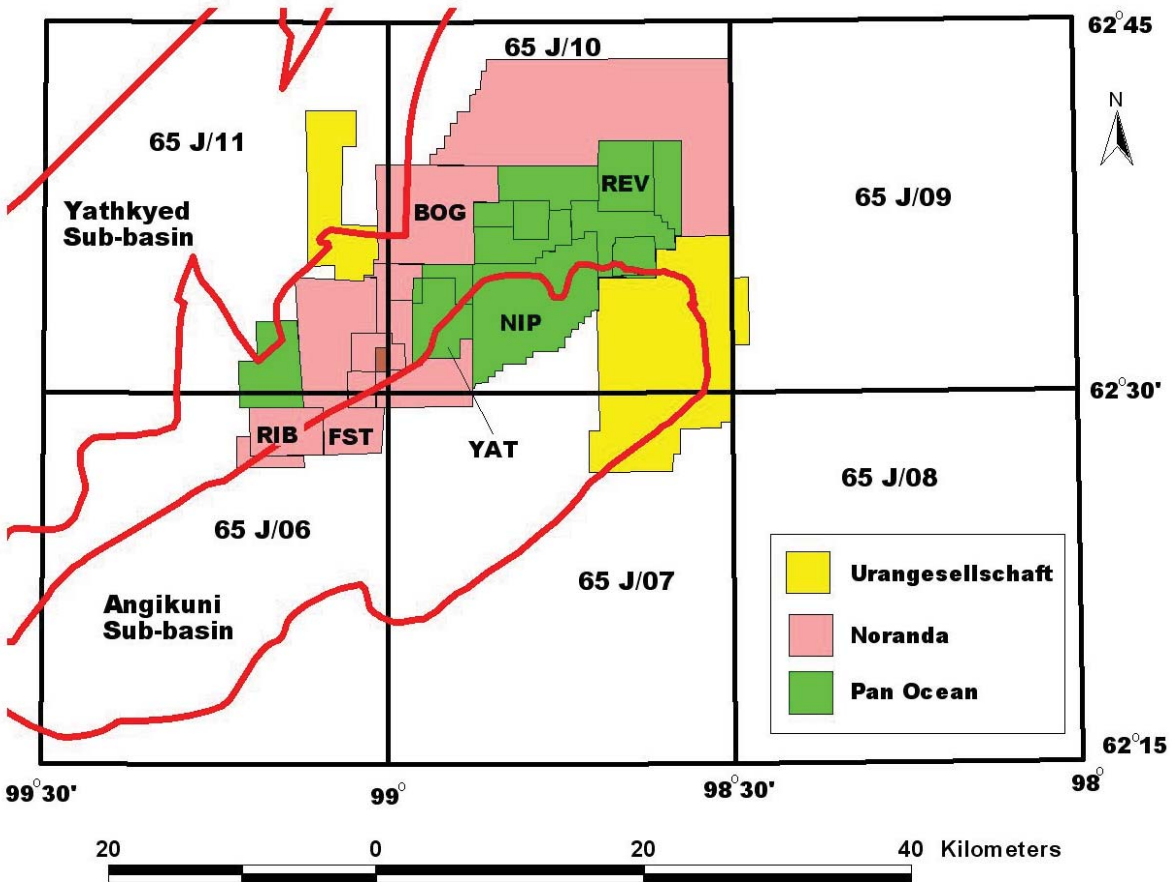 62°45
65 J/10
N
65 J/11
REV
65 J/09
BOG
Yathkyed
Sub-basin
NIP
62°30'
RIB
FST
YAT
65 J/08
65 J/06
65 J/07
Urangesellschaft
Angikuni
Sub-basin
Noranda
Pan Ocean
62°15
99°30'
99°
98°30'
98°
20
0
20
40 Kilometers